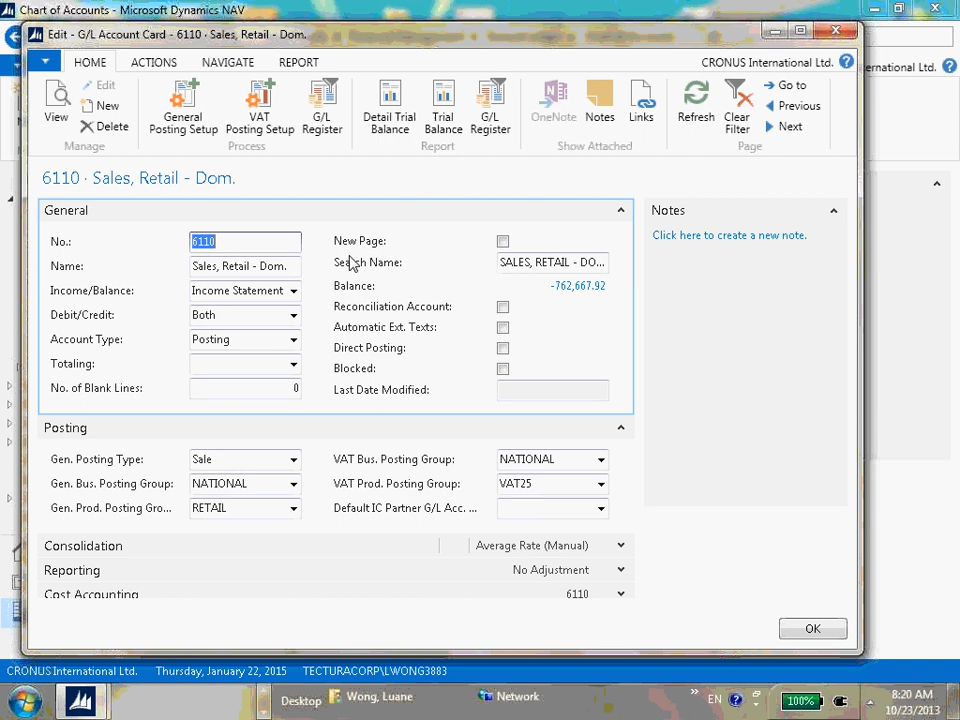 Chart of Accounts - Microsoft Dynamics NAV
Edit - G/L Account Card - 6110 · Sales, Retail - Dom.
HOME ACTIONS NAVIGATE REPORT
CRONUS International Ltd.
ernational Ltd.
View
Edit
New
Delete
Manage
General Posting Setup
VAT Posting Setup
G/L Register
Process
Detail Trial Balance
Trial Balance
G/L Register
Report
OneNote
Notes
Links
Show Attached
Refresh
Clear Filter
Go to
Previous
Next
Page
6110 · Sales, Retail - Dom.
General
No.: 6110
Name: Sales, Retail - Dom.
Income/Balance: Income Statement
Debit/Credit: Both
Account Type: Posting
Totaling:
No. of Blank Lines: 0
New Page:
Search Name: SALES, RETAIL - DO...
Balance: -762,667.92
Reconciliation Account:
Automatic Ext. Texts:
Direct Posting:
Blocked:
Last Date Modified:
Notes
Click here to create a new note.
Posting
Gen. Posting Type: Sale
Gen. Bus. Posting Group: NATIONAL
Gen. Prod. Posting Gro... RETAIL
VAT Bus. Posting Group: NATIONAL
VAT Prod. Posting Group: VAT25
Default IC Partner G/L Acc. ...
Consolidation Average Rate (Manual)
Reporting No Adjustment
Cost Accounting 6110
OK
CRONUS International Ltd. Thursday, January 22, 2015 TECTURACORP\LWONG3883
Desktop
Wong, Luane
Network
EN
100%
8:20 AM
10/23/2013